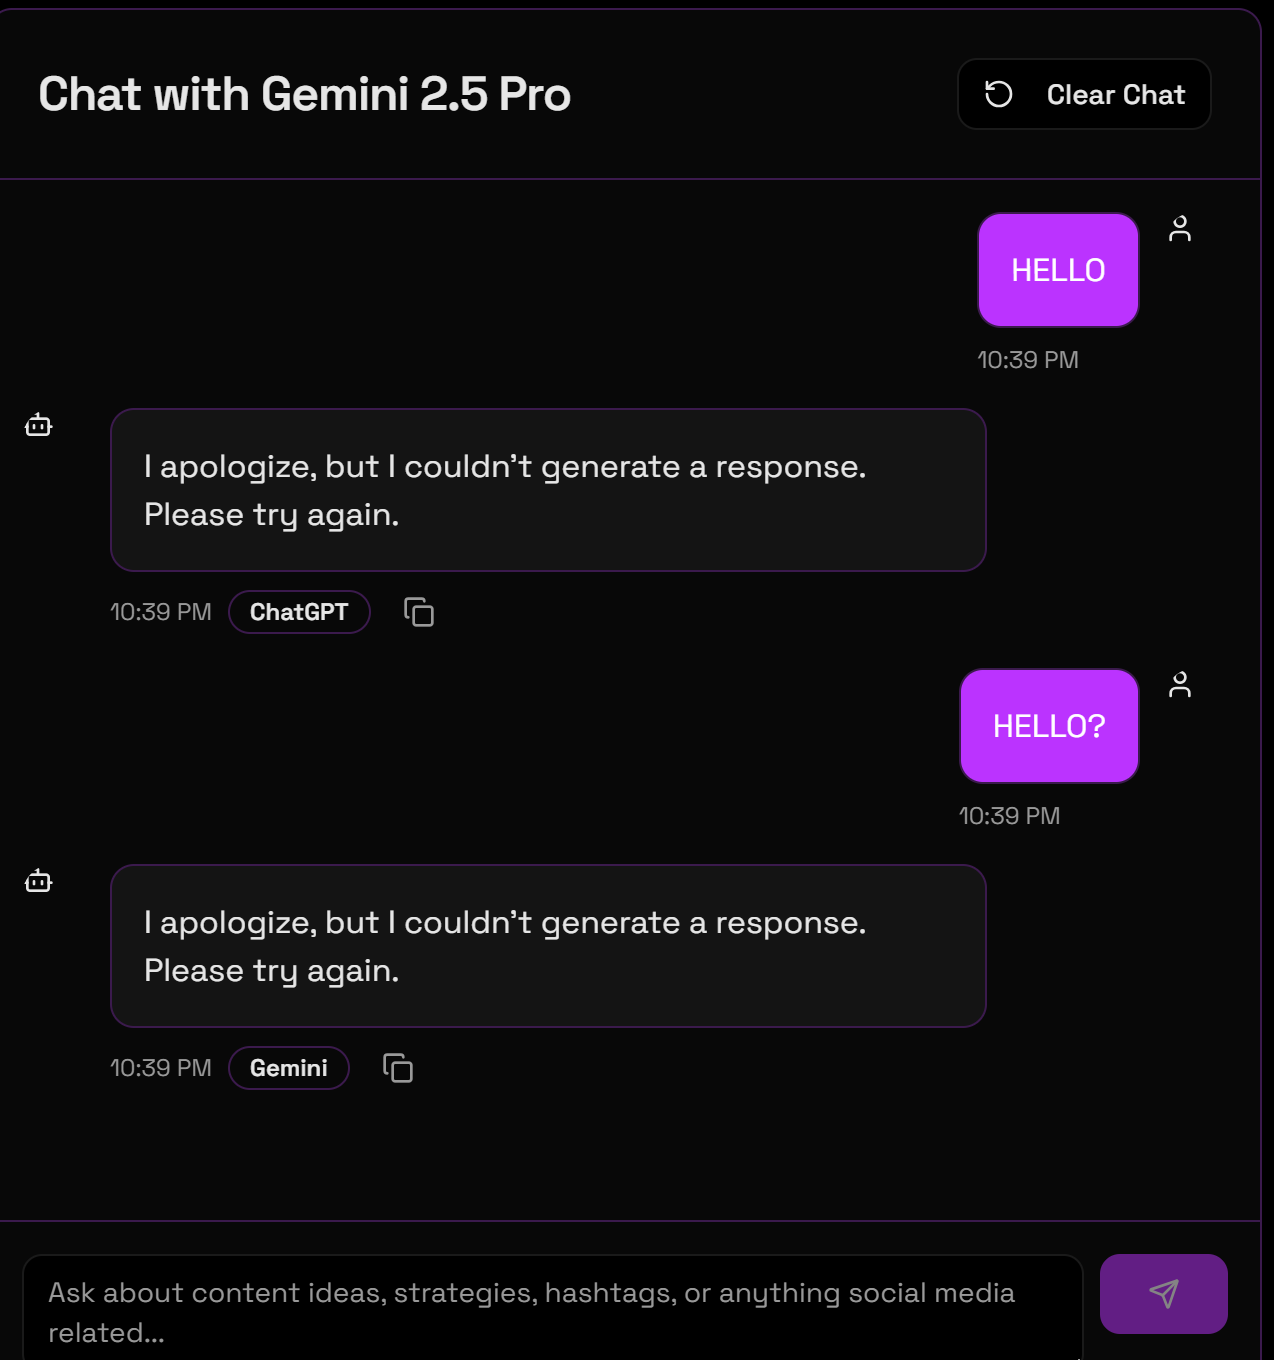 Chat with Gemini 2.5 Pro
Clear Chat
HELLO
10:39 PM
I apologize, but I couldn't generate a response.
Please try again.
10:39 PM ChatGPT
HELLO?
10:39 PM
I apologize, but I couldn't generate a response.
Please try again.
10:39 PM Gemini
Ask about content ideas, strategies, hashtags, or anything social media
related...